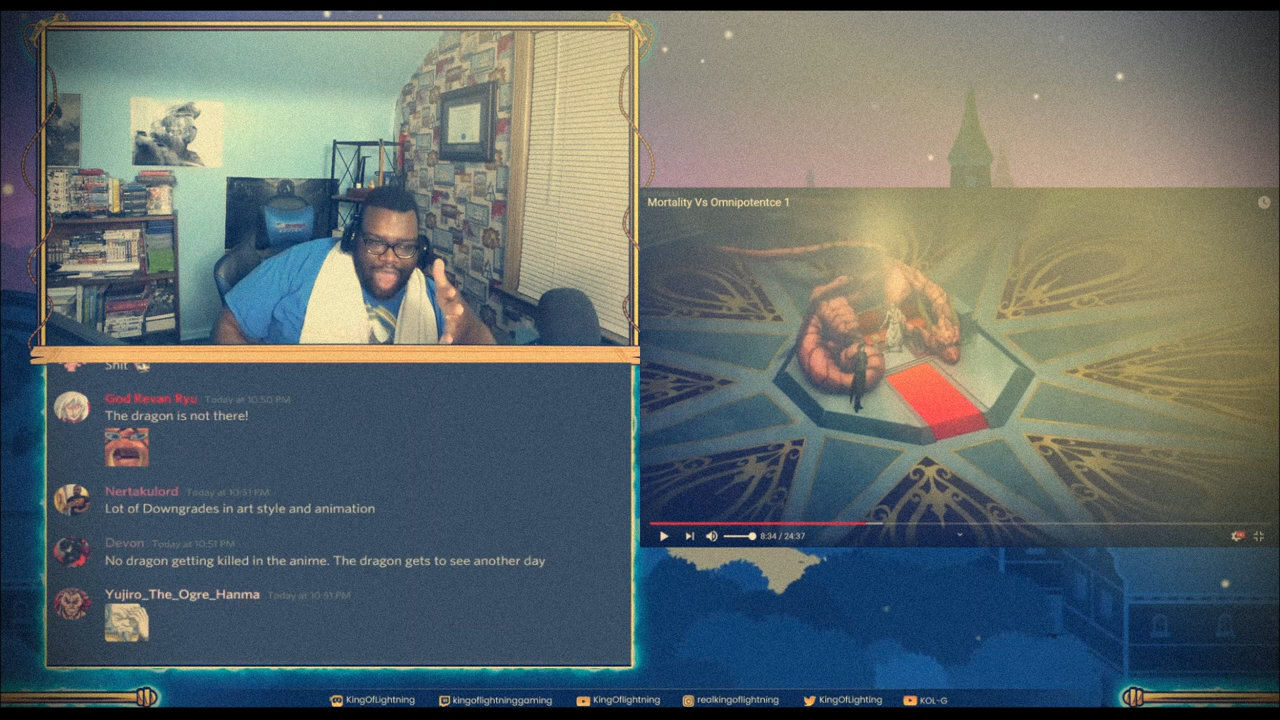 Shit
God Revan Ryu Today at 10:50 PM
The dragon is not there!
Nertakulord Today at 10:51 PM
Lot of Downgrades in art style and animation
Devon Today at 10:51 PM
No dragon getting killed in the anime. The dragon gets to see another day
Yujiro_The_Ogre_Hanma Today at 10:51 PM
Mortality Vs Omnipotentce 1
8:34 / 24:37
KingOfLightning
kingoflightninggaming
KingOflightning
realkingoflightning
KingOfLighting
KOL-G